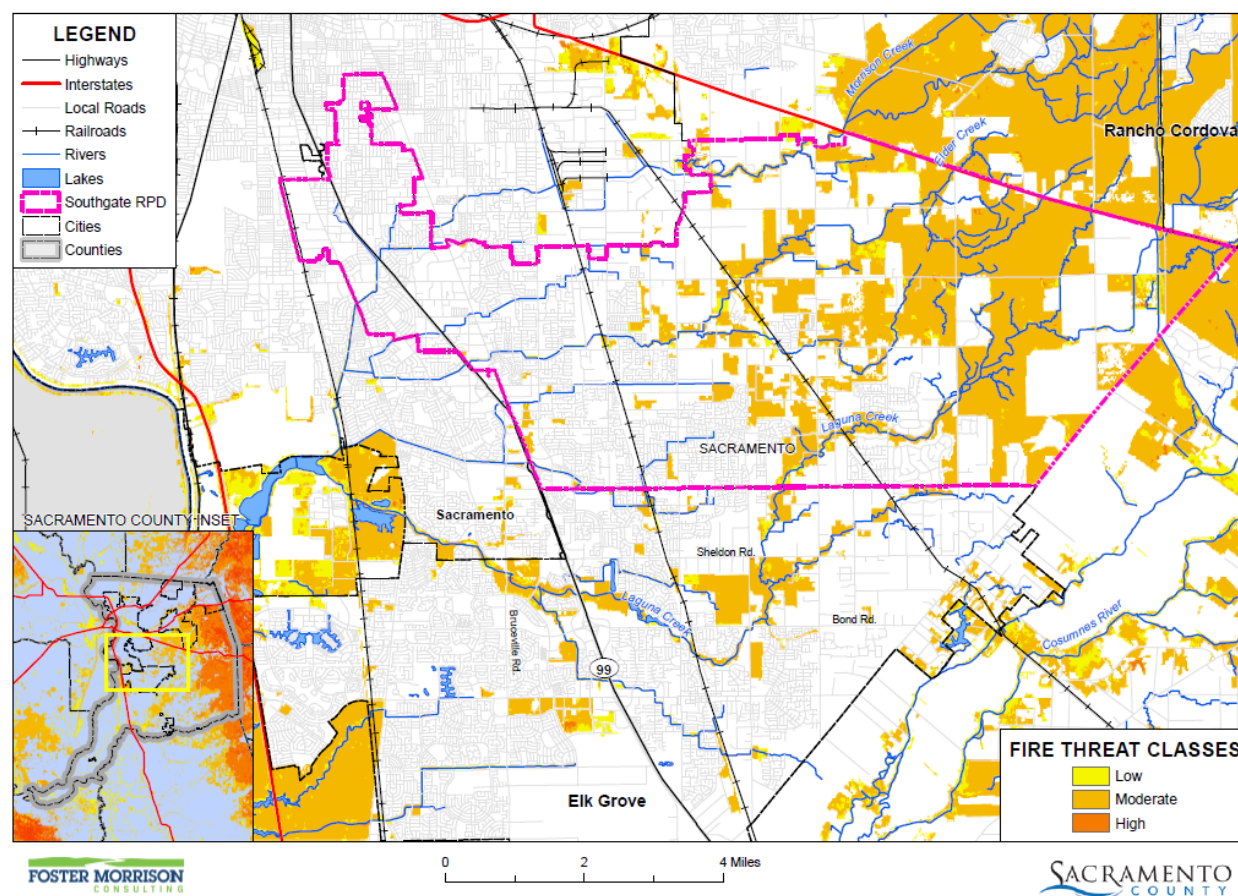 LEGEND
Highways
Interstates
Local Roads
Railroads
Rivers
Lakes
Southgate RPD
Cities
Counties
Morrison Creek
Elder Creek
Rancho Cordova
Laguna Creek
SACRAMENTO
SACRAMENTO COUNTY INSET
Sacramento
Sheldon Rd.
Laguna Creek
Bond Rd.
Bruceville Rd
Cosumnes River
99
Elk Grove
FIRE THREAT CLASSES
Low
Moderate
High
FOSTER MORRISON
CONSULTING
0 2 4 Miles
SACRAMENTO
COUNTY